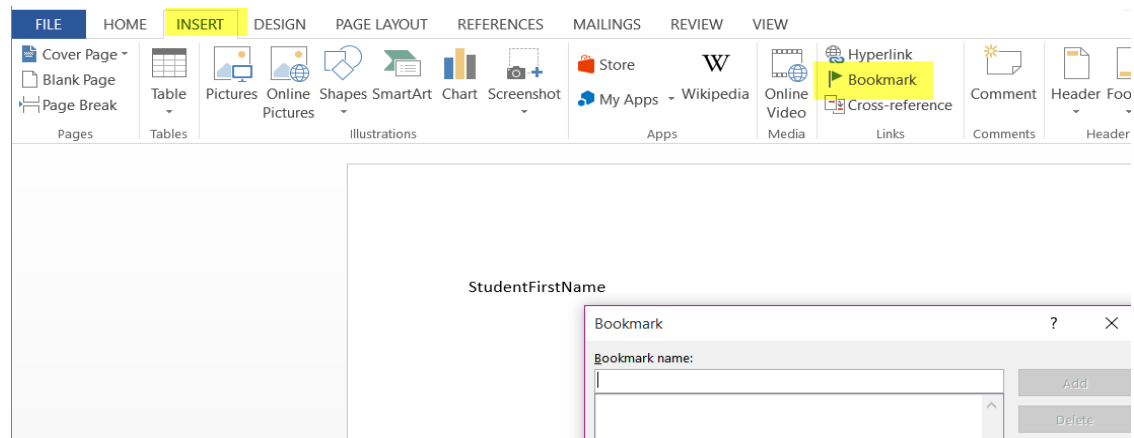 FILE HOME INSERT DESIGN PAGE LAYOUT REFERENCES MAILINGS REVIEW VIEW
Cover Page
Blank Page
Page Break
Pages
Table
Tables
Pictures
Online Pictures
Shapes
SmartArt
Chart
Screenshot
Illustrations
Store
My Apps
W
Wikipedia
Apps
Online Video
Media
Hyperlink
Bookmark
Cross-reference
Links
Comment
Comments
Header
Foo
Header
StudentFirstName
Bookmark ?
Bookmark name:
Add
Delete